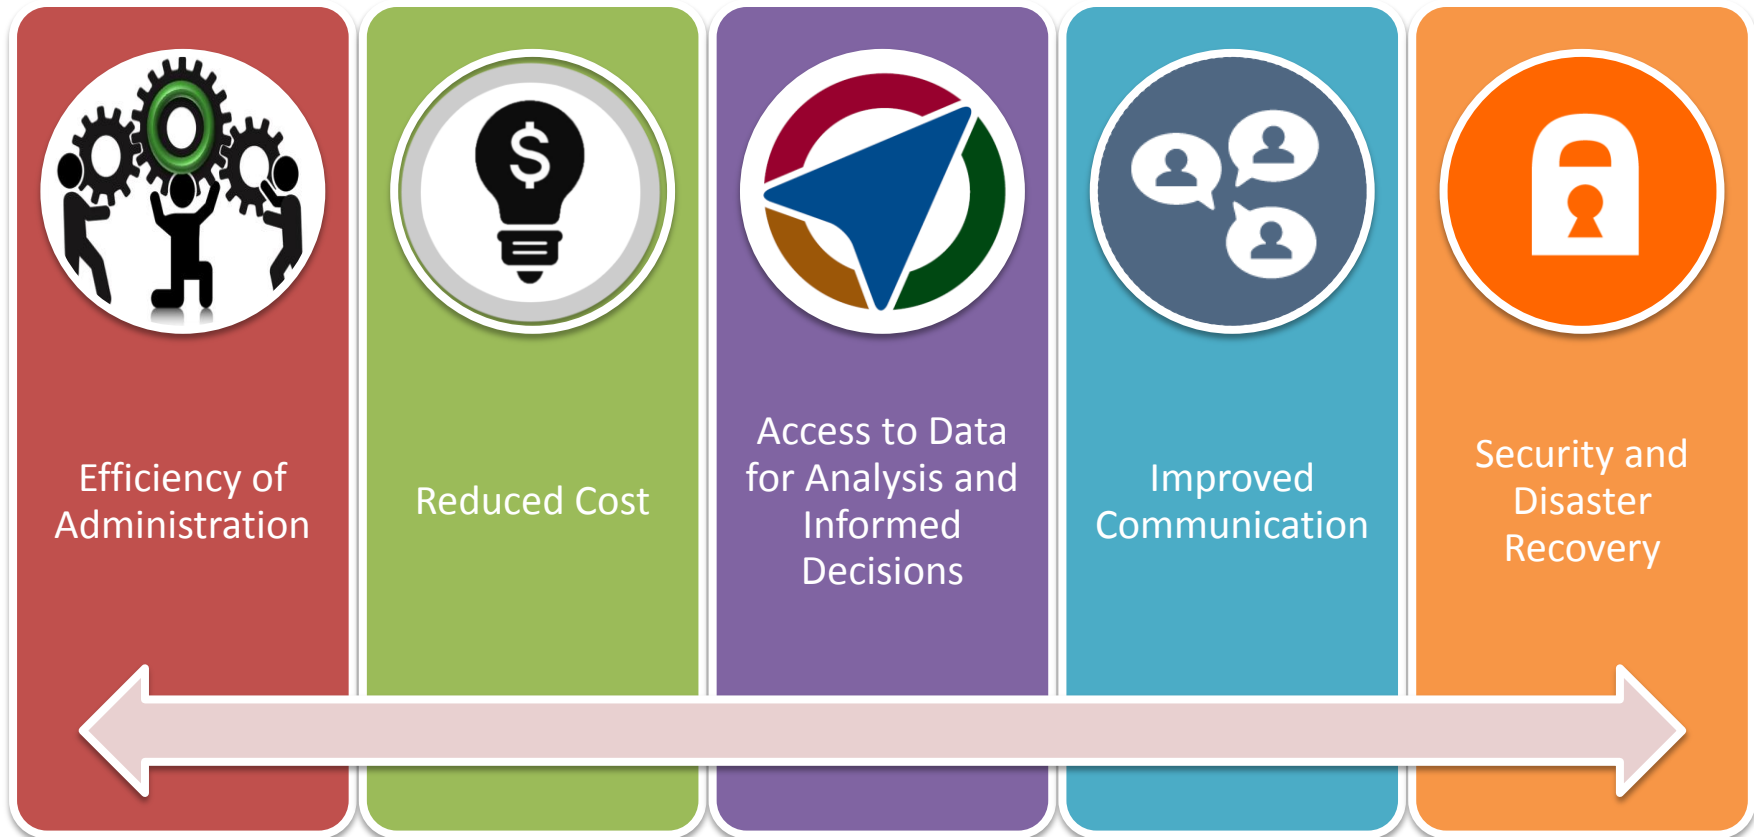 Efficiency of
Administration
Reduced Cost
Access to Data
for Analysis and
Informed
Decisions
Improved
Communication
Security and
Disaster
Recovery
$